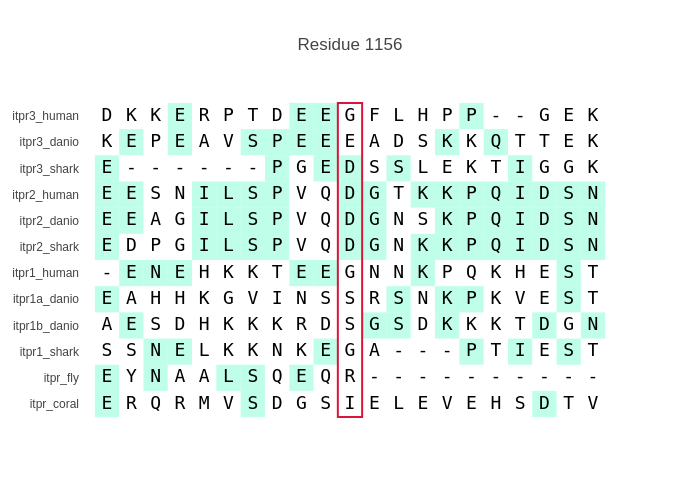 Residue 1156
itpr3_human D K K E R P T D E E G F L H P P - - G E K
itpr3_danio K E P E A V S P E E E A D S K K Q T T E K
itpr3_shark E - - - - - - P G E D S S L E K T I G G K
itpr2_human E E S N I L S P V Q D G T K K P Q I D S N
itpr2_danio E E A G I L S P V Q D G N S K P Q I D S N
itpr2_shark E D P G I L S P V Q D G N K K P Q I D S N
itpr1_human - E N E H K K T E E G N N K P Q K H E S T
itpr1a_danio E A H H K G V I N S S R S N K P K V E S T
itpr1b_danio A E S D H K K K R D S G S D K K K T D G N
itpr1_shark S S N E L K K N K E G A - - - P T I E S T
itpr_fly E Y N A A L S Q E Q R - - - - - - - - - -
itpr_coral E R Q R M V S D G S I E L E V E H S D T V